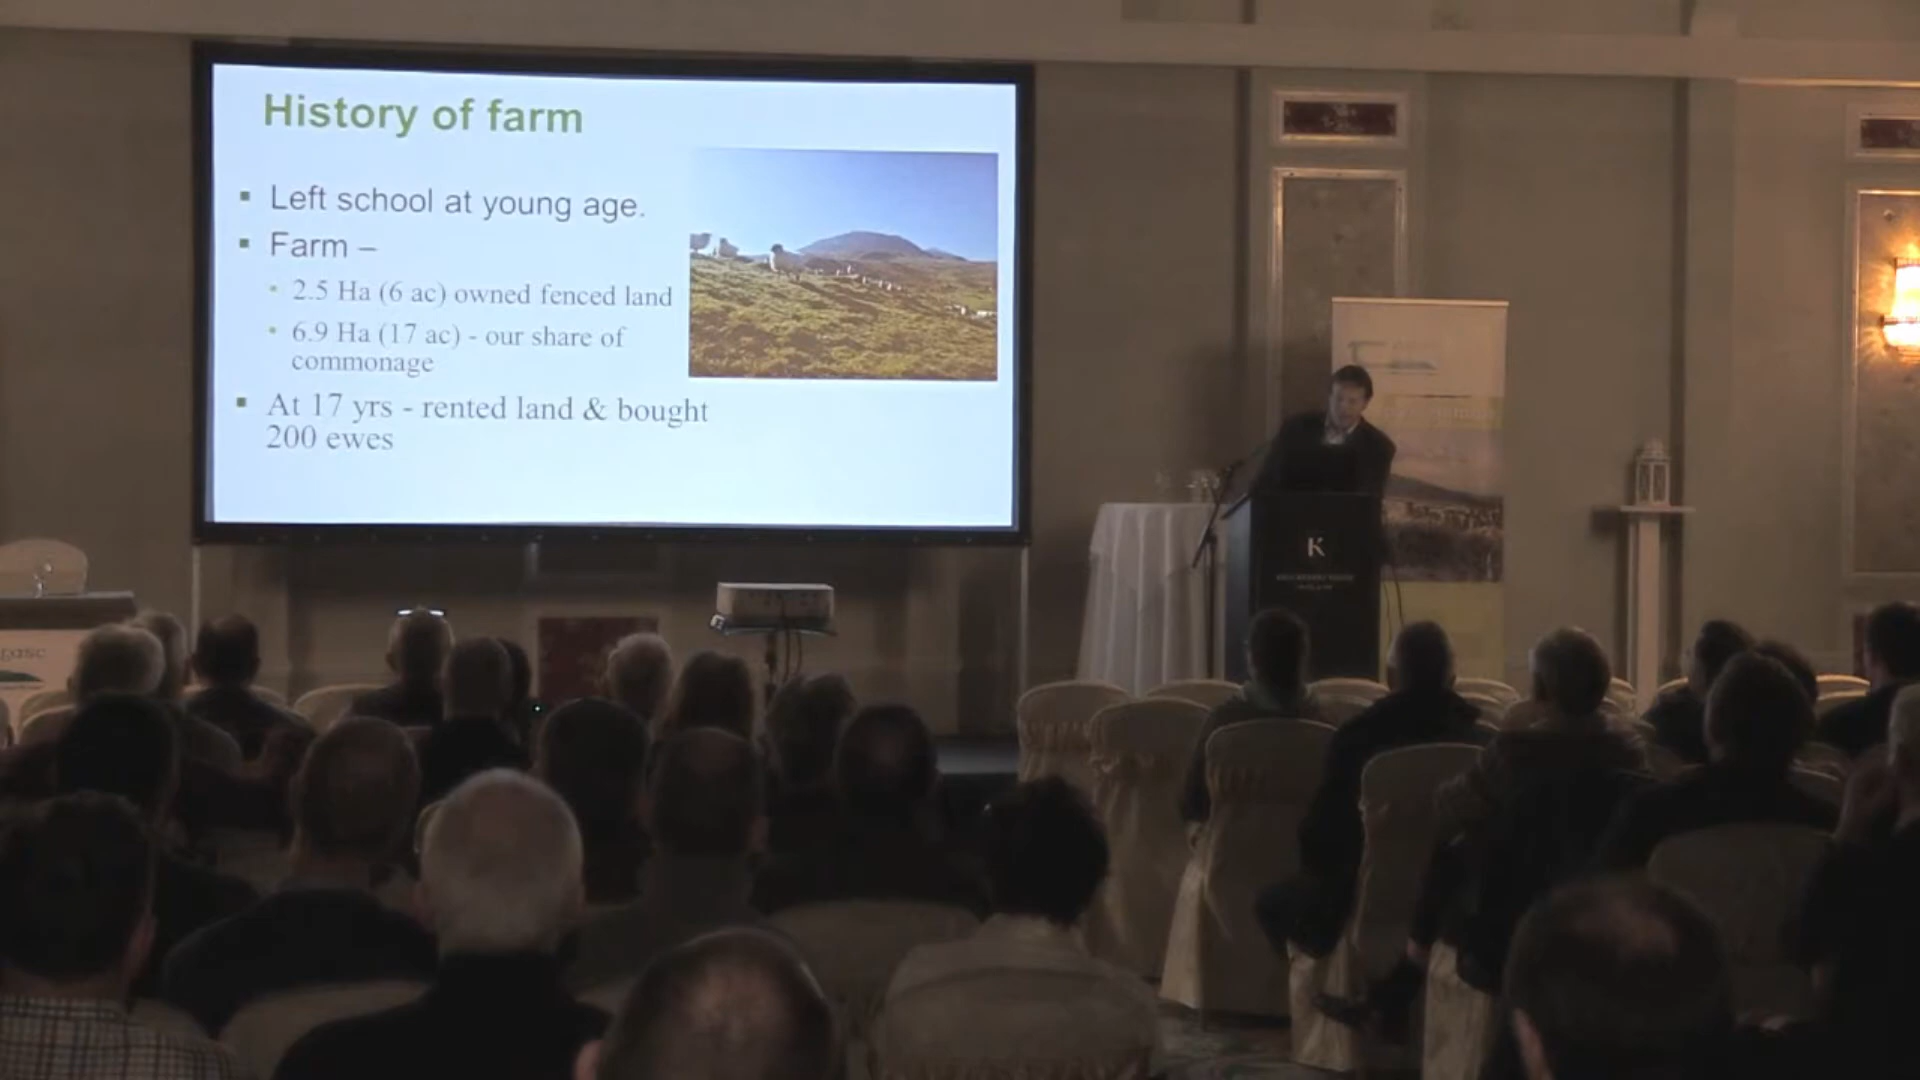 History of farm
▪ Left school at young age.
▪ Farm –
• 2.5 Ha (6 ac) owned fenced land
• 6.9 Ha (17 ac) - our share of
commonage
▪ At 17 yrs - rented land & bought
200 ewes
K
gasc